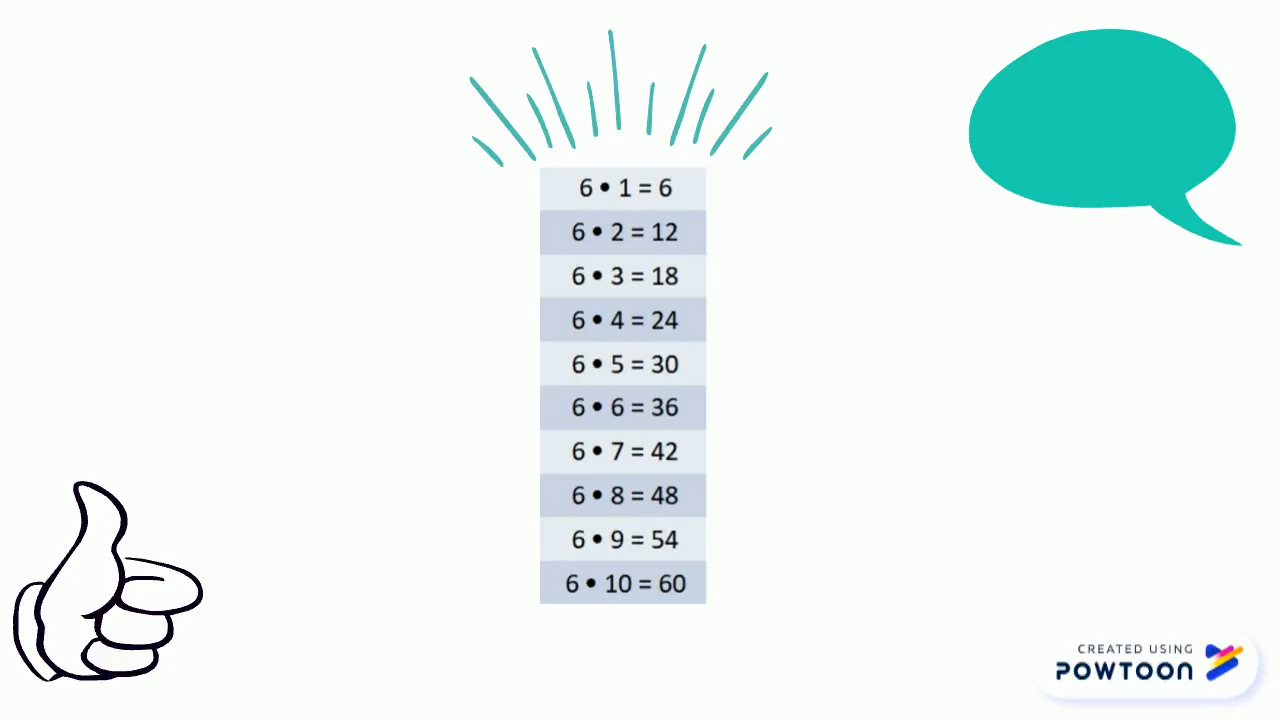 6 • 1 = 6
6 • 2 = 12
6 • 3 = 18
6 • 4 = 24
6 • 5 = 30
6 • 6 = 36
6 • 7 = 42
6 • 8 = 48
6 • 9 = 54
6 • 10 = 60
CREATED USING
POWTOON